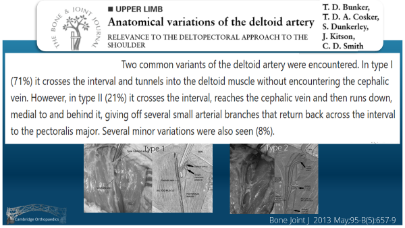 THE BONE & JOINT JOURNAL
■ UPPER LIMB
Anatomical variations of the deltoid artery
RELEVANCE TO THE DELTOPECTORAL APPROACH TO THE
SHOULDER
T. D. Bunker,
T. D. A. Cosker,
S. Dunkerley,
J. Kitson,
C. D. Smith
Two common variants of the deltoid artery were encountered. In type I
(71%) it crosses the interval and tunnels into the deltoid muscle without encountering the cephalic
vein. However, in type II (21%) it crosses the interval, reaches the cephalic vein and then runs down,
medial to and behind it, giving off several small arterial branches that return back across the interval
to the pectoralis major. Several minor variations were also seen (8%).
Type 1
Type 2
Cambridge Orthopaedics
Bone Joint J 2013 May;95-B(5):657-9